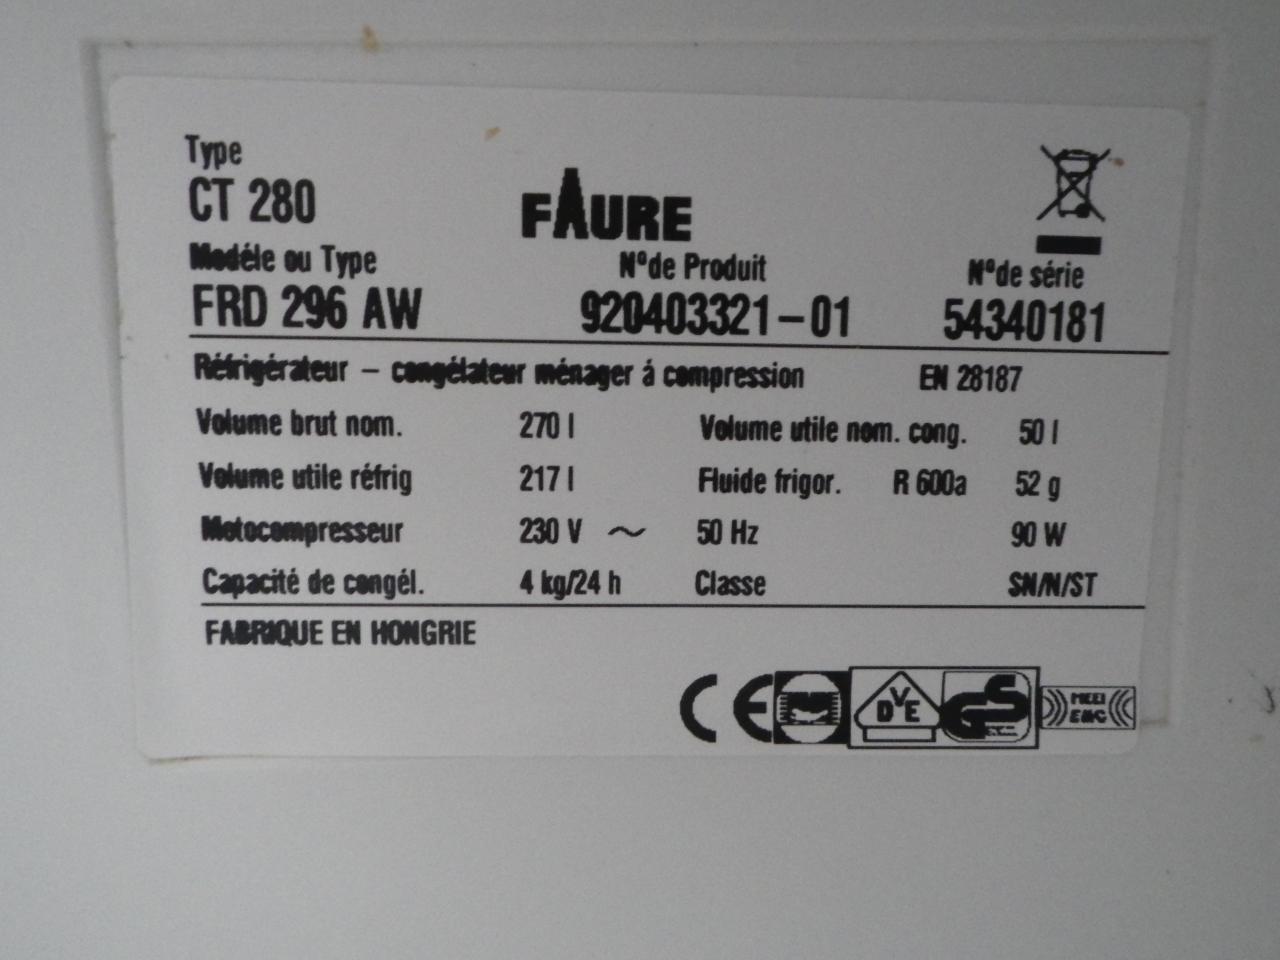 Type
CT 280
FAURE
Modéle ou Type
N°de Produit
N°de série
FRD 296 AW
920403321-01
54340181
Réfrigérateur - congélateur ménager á compression EN 28187
Volume brut nom. 270 l Volume utile nom. cong. 50 l
Volume utile réfrig 217 l Fluide frigor. R 600a 52 g
Motocompresseur 230 V ~ 50 Hz 90 W
Capacité de congél. 4 kg/24 h Classe SN/N/ST
FABRIQUE EN HONGRIE
CE DVE GS MEEI EMC